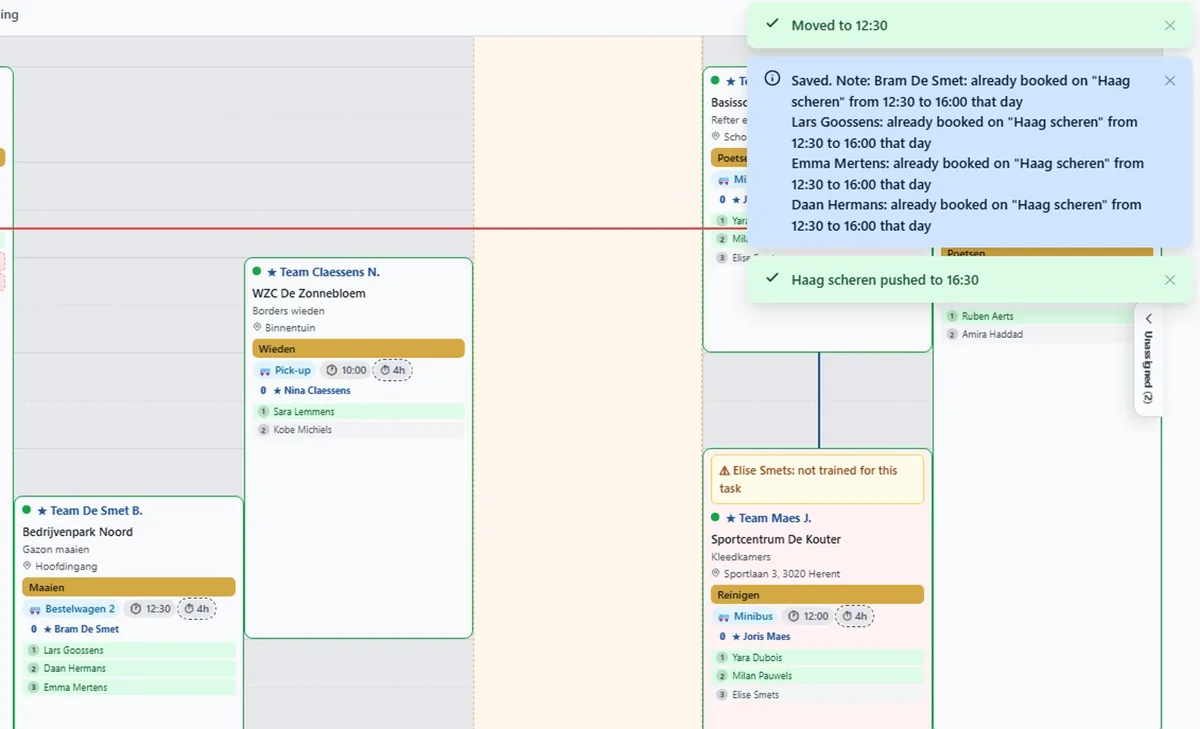 ing
Moved to 12:30
Saved. Note: Bram De Smet: already booked on "Haag
scheren" from 12:30 to 16:00 that day
Lars Goossens: already booked on "Haag scheren" from
12:30 to 16:00 that day
Emma Mertens: already booked on "Haag scheren" from
12:30 to 16:00 that day
Daan Hermans: already booked on "Haag scheren" from
12:30 to 16:00 that day
Haag scheren pushed to 16:30
★ Team De Smet B.
Bedrijvenpark Noord
Gazon maaien
Hoofdingang
Maaien
Bestelwagen 2 12:30 4h
0 ★ Bram De Smet
1 Lars Goossens
2 Daan Hermans
3 Emma Mertens
★ Team Claessens N.
WZC De Zonnebloem
Borders wieden
Binnentuin
Wieden
Pick-up 10:00 4h
0 ★ Nina Claessens
1 Sara Lemmens
2 Kobe Michiels
Refter
Poetse
0 ★
1 Yara
2
3 Elise
⚠ Elise Smets: not trained for this
task
★ Team Maes J.
Sportcentrum De Kouter
Kleedkamers
Sportlaan 3, 3020 Herent
Reinigen
Minibus 12:00 4h
0 ★ Joris Maes
1 Yara Dubois
2 Milan Pauwels
3 Elise Smets
Poetsen
1 Ruben Aerts
2 Amira Haddad
Unassigned (2)